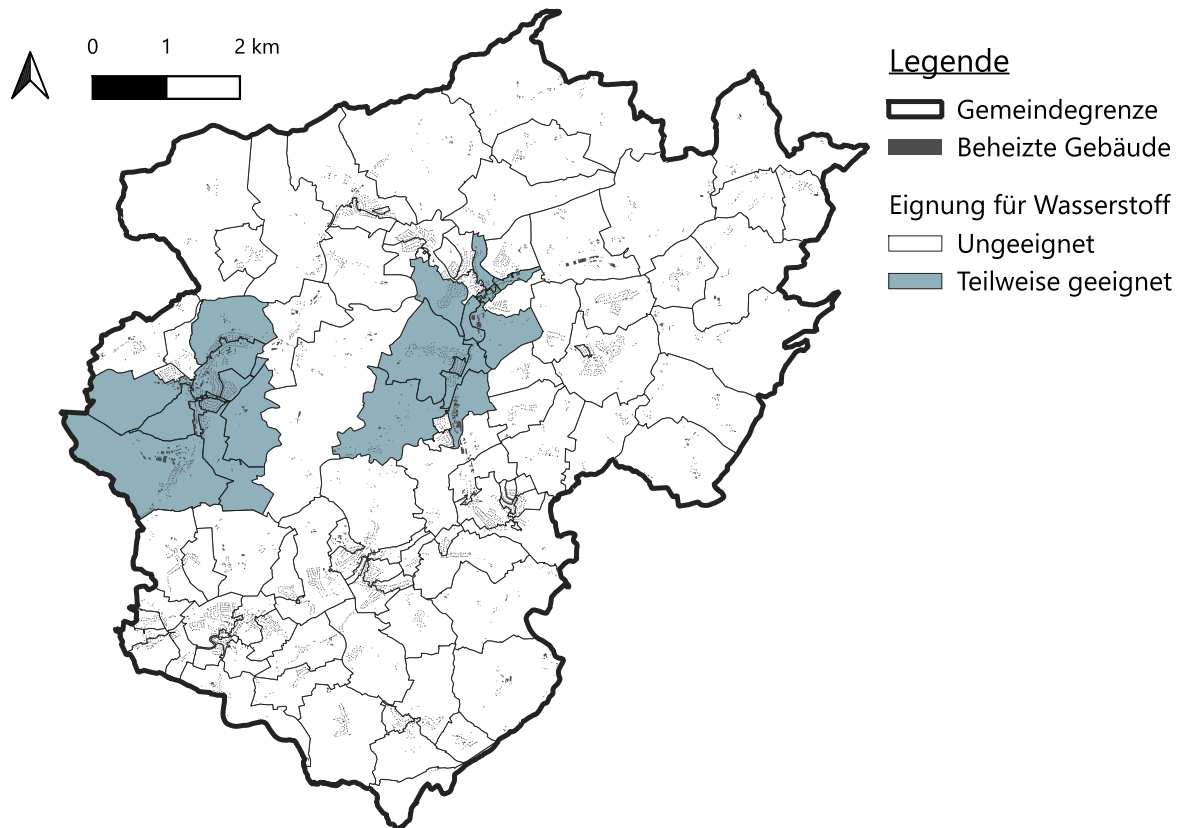 0 1 2 km
Legende
Gemeindegrenze
Beheizte Gebäude
Eignung für Wasserstoff
Ungeeignet
Teilweise geeignet